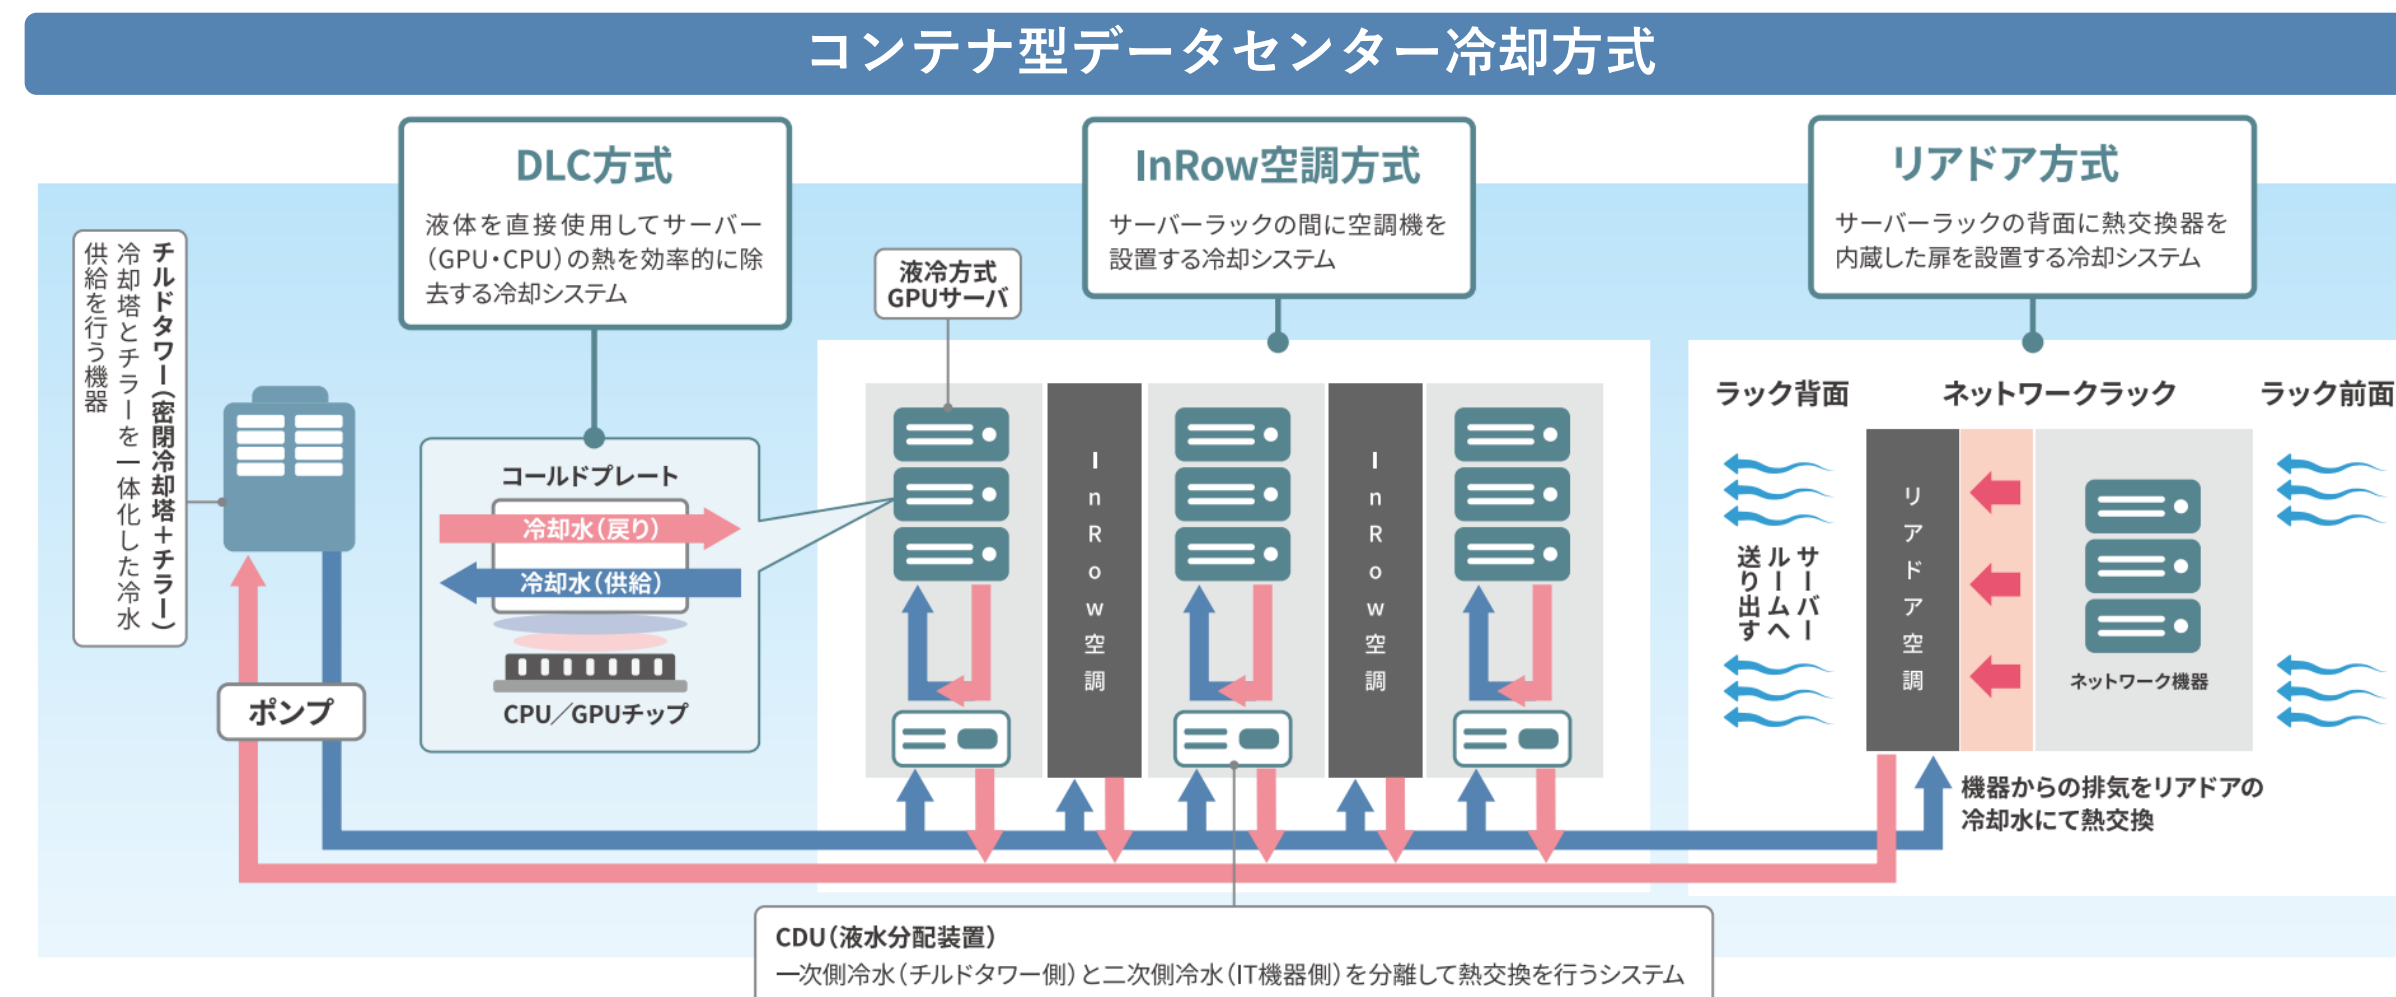 コンテナ型データセンター冷却方式
DLC方式
液体を直接使用してサーバー
（GPU・CPU）の熱を効率的に除
去する冷却システム
InRow空調方式
サーバーラックの間に空調機を
設置する冷却システム
リアドア方式
サーバーラックの背面に熱交換器を
内蔵した扉を設置する冷却システム
チルドタワー（密閉冷却塔＋チラー）
冷却塔とチラーを一体化した冷水
供給を行う機器
液冷方式
GPUサーバ
コールドプレート
冷却水（戻り）
冷却水（供給）
CPU／GPUチップ
ポンプ
InRow空調
InRow空調
ラック背面
ネットワークラック
ラック前面
サーバー
ルームへ
送り出す
リアドア空調
ネットワーク機器
機器からの排気をリアドアの
冷却水にて熱交換
CDU（液水分配装置）
一次側冷水（チルドタワー側）と二次側冷水（IT機器側）を分離して熱交換を行うシステム